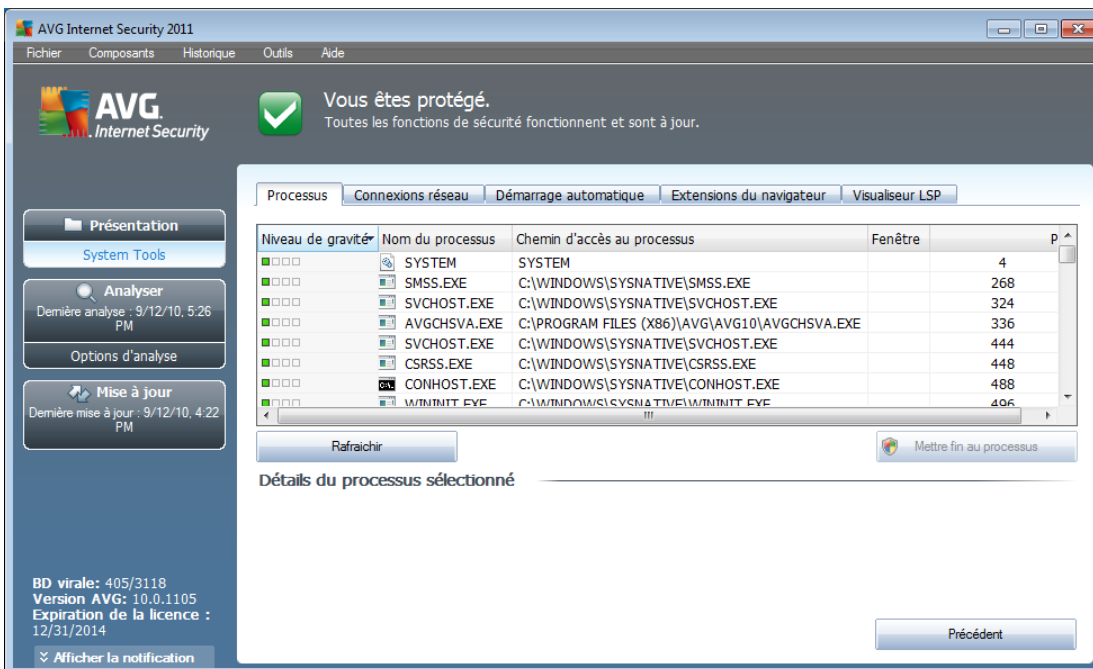 AVG Internet Security 2011
Fichier Composants Historique Outils Aide
AVG.
Internet Security
Vous êtes protégé.
Toutes les fonctions de sécurité fonctionnent et sont à jour.
Présentation
System Tools
Analyser
Dernière analyse : 9/12/10, 5:26
PM
Options d'analyse
Mise à jour
Dernière mise à jour : 9/12/10, 4:22
PM
BD virale: 405/3118
Version AVG: 10.0.1105
Expiration de la licence :
12/31/2014
Afficher la notification
Processus Connexions réseau Démarrage automatique Extensions du navigateur Visualiseur LSP
Niveau de gravité Nom du processus Chemin d'accès au processus Fenêtre P
SYSTEM SYSTEM 4
SMSS.EXE C:\WINDOWS\SYSNATIVE\SMSS.EXE 268
SVCHOST.EXE C:\WINDOWS\SYSNATIVE\SVCHOST.EXE 324
AVGCHSVA.EXE C:\PROGRAM FILES (X86)\AVG\AVG10\AVGCHSVA.EXE 336
SVCHOST.EXE C:\WINDOWS\SYSNATIVE\SVCHOST.EXE 444
CSRSS.EXE C:\WINDOWS\SYSNATIVE\CSRSS.EXE 448
CONHOST.EXE C:\WINDOWS\SYSNATIVE\CONHOST.EXE 488
WININIT.EXE C:\WINDOWS\SYSNATIVE\WININIT.EXE 496
Rafraichir Mettre fin au processus
Détails du processus sélectionné
Précédent